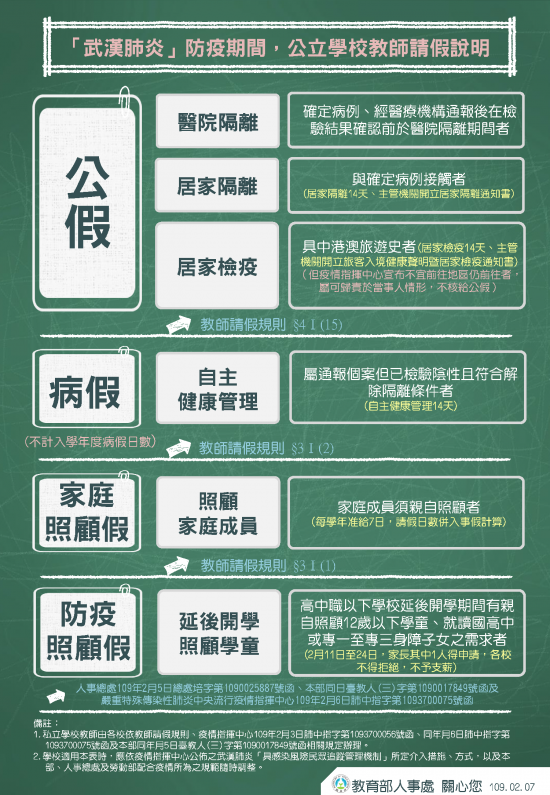 「武漢肺炎」防疫期間，公立學校教師請假說明
公
假
醫院隔離
確定病例、經醫療機構通報後在檢
驗結果確認前於醫院隔離期間者
居家隔離
與確定病例接觸者
(居家隔離14天、主管機關開立居家隔離通知書)
居家檢疫
具中港澳旅遊史者(居家檢疫14天、主管
機關開立旅客入境健康聲明暨居家檢疫通知書)
(但疫情指揮中心宣布不宜前往地區仍前往者，
屬可歸責於當事人情形，不核給公假)
教師請假規則 §4 I (15)
病假
(不計入學年度病假日數)
自主
健康管理
屬通報個案但已檢驗陰性且符合解
除隔離條件者
(自主健康管理14天)
教師請假規則 §3 I (2)
家庭
照顧假
照顧
家庭成員
家庭成員須親自照顧者
(每學年准給7日，請假日數併入事假計算)
教師請假規則 §3 I (1)
防疫
照顧假
延後開學
照顧學童
高中職以下學校延後開學期間有親
自照顧12歲以下學童、就讀國高中
或專一至專三身障子女之需求者
(2月11日至24日，家長其中1人得申請，各校
不得拒絕，不予支薪)
人事總處109年2月5日總處培字第1090025887號函、本部同日臺教人(三)字第1090017849號函及
嚴重特殊傳染性肺炎中央流行疫情指揮中心109年2月6日肺中指字第1093700075號函
備註：
1. 私立學校教師由各校依教師請假規則、疫情指揮中心109年2月3日肺中指字第1093700056號函、同年月6日肺中指字第
1093700075號函及本部同年月5日臺教人(三)字第1090017849號函相關規定辦理。
2. 學校適用本表時，應依疫情指揮中心公佈之武漢肺炎「具感染風險民眾追蹤管理機制」所定介入措施、方式，以及本
部、人事總處及勞動部配合疫情所為之規範隨時調整。
教育部人事處 關心您 109.02.07